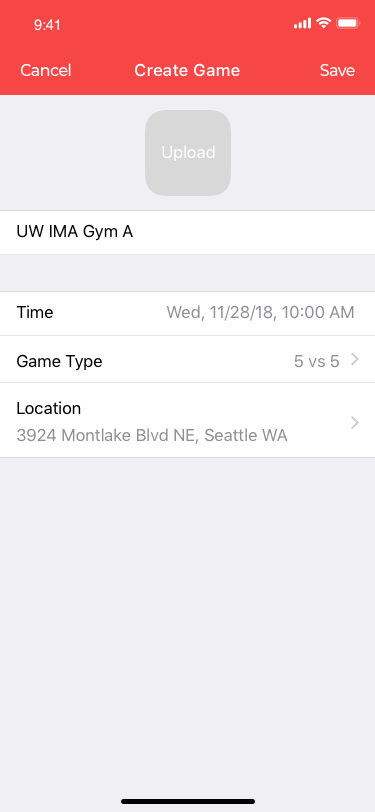 9:41
Cancel Create Game Save
Upload
UW IMA Gym A
Time Wed, 11/28/18, 10:00 AM
Game Type 5 vs 5
Location
3924 Montlake Blvd NE, Seattle WA